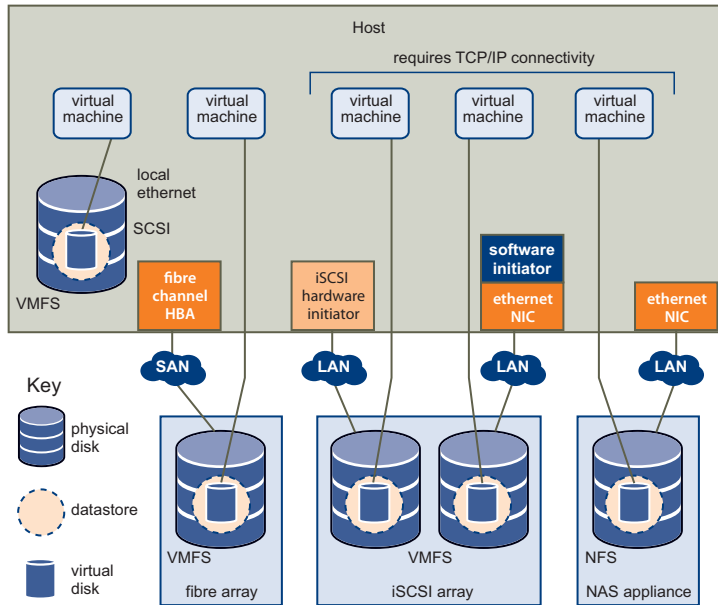 Host
requires TCP/IP connectivity
virtual
machine
virtual
machine
virtual
machine
virtual
machine
virtual
machine
local
ethernet
SCSI
VMFS
fibre
channel
HBA
iSCSI
hardware
initiator
software
initiator
ethernet
NIC
ethernet
NIC
SAN
LAN
LAN
LAN
Key
physical
disk
datastore
virtual
disk
VMFS
fibre array
VMFS
iSCSI array
NFS
NAS appliance